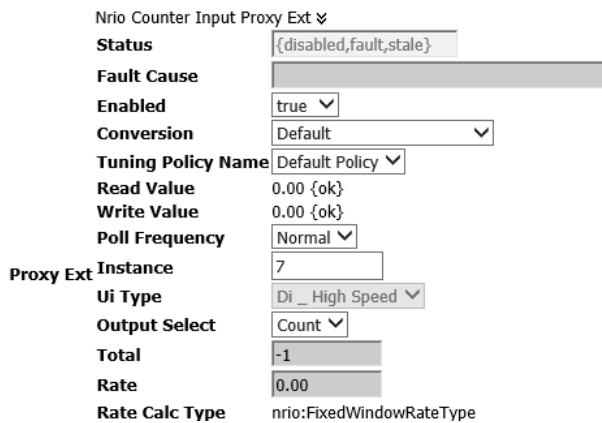 Nrio Counter Input Proxy Ext
Status {disabled,fault,stale}
Fault Cause
Enabled true
Conversion Default
Tuning Policy Name Default Policy
Read Value 0.00 {ok}
Write Value 0.00 {ok}
Poll Frequency Normal
Proxy Ext Instance 7
Ui Type Di _ High Speed
Output Select Count
Total -1
Rate 0.00
Rate Calc Type nrio:FixedWindowRateType